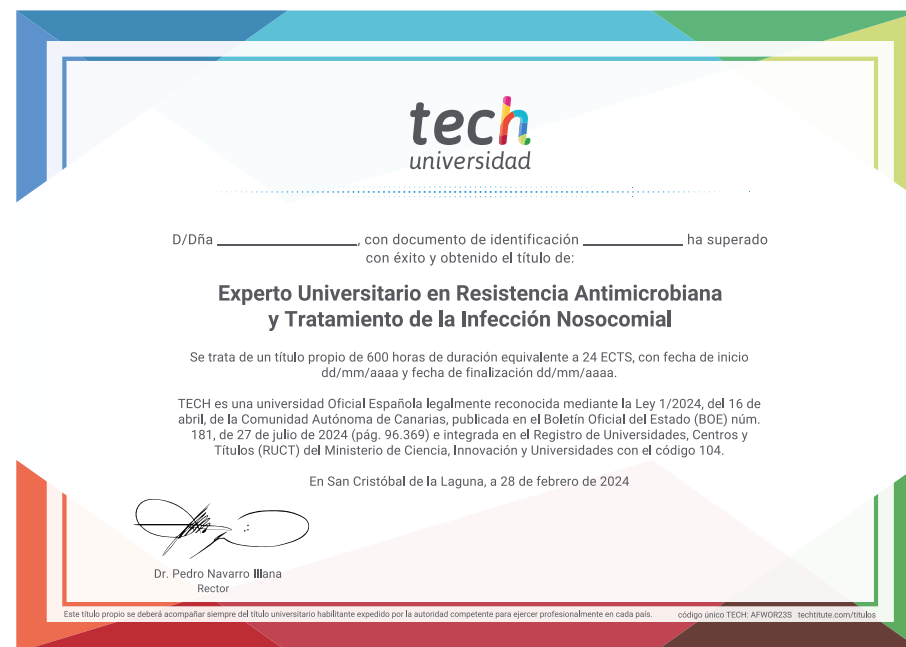 tech
universidad
D/Dña ________________, con documento de identificación ____________ ha superado
con éxito y obtenido el título de:
Experto Universitario en Resistencia Antimicrobiana
y Tratamiento de la Infección Nosocomial
Se trata de un título propio de 600 horas de duración equivalente a 24 ECTS, con fecha de inicio
dd/mm/aaaa y fecha de finalización dd/mm/aaaa.
TECH es una universidad Oficial Española legalmente reconocida mediante la Ley 1/2024, del 16 de
abril, de la Comunidad Autónoma de Canarias, publicada en el Boletín Oficial del Estado (BOE) núm.
181, de 27 de julio de 2024 (pág. 96.369) e integrada en el Registro de Universidades, Centros y
Títulos (RUCT) del Ministerio de Ciencia, Innovación y Universidades con el código 104.
En San Cristóbal de la Laguna, a 28 de febrero de 2024
Dr. Pedro Navarro Illana
Rector
Este título propio se deberá acompañar siempre del título universitario habilitante expedido por la autoridad competente para ejercer profesionalmente en cada país. código único TECH: AFWOR23S techtitute.com/titulos